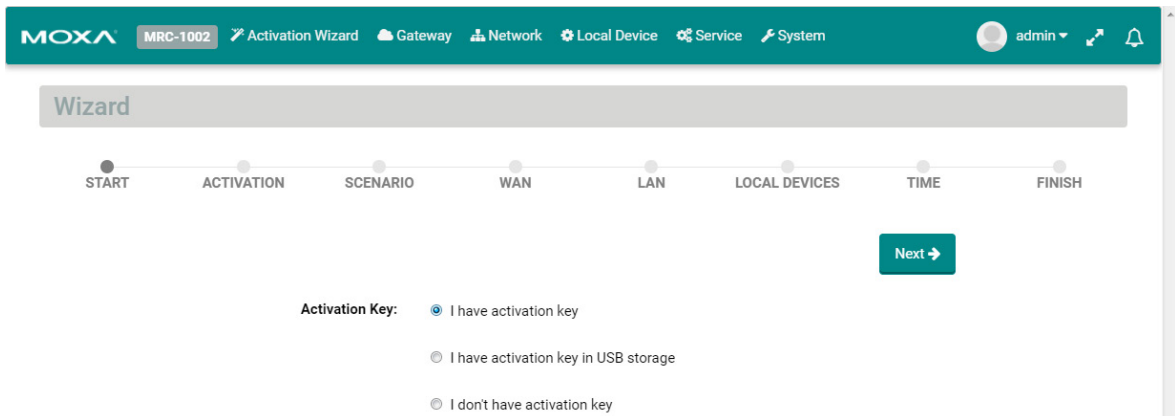 MOXA MRC-1002 Activation Wizard Gateway Network Local Device Service System admin
Wizard
START ACTIVATION SCENARIO WAN LAN LOCAL DEVICES TIME FINISH
Next
Activation Key: I have activation key
I have activation key in USB storage
I don't have activation key